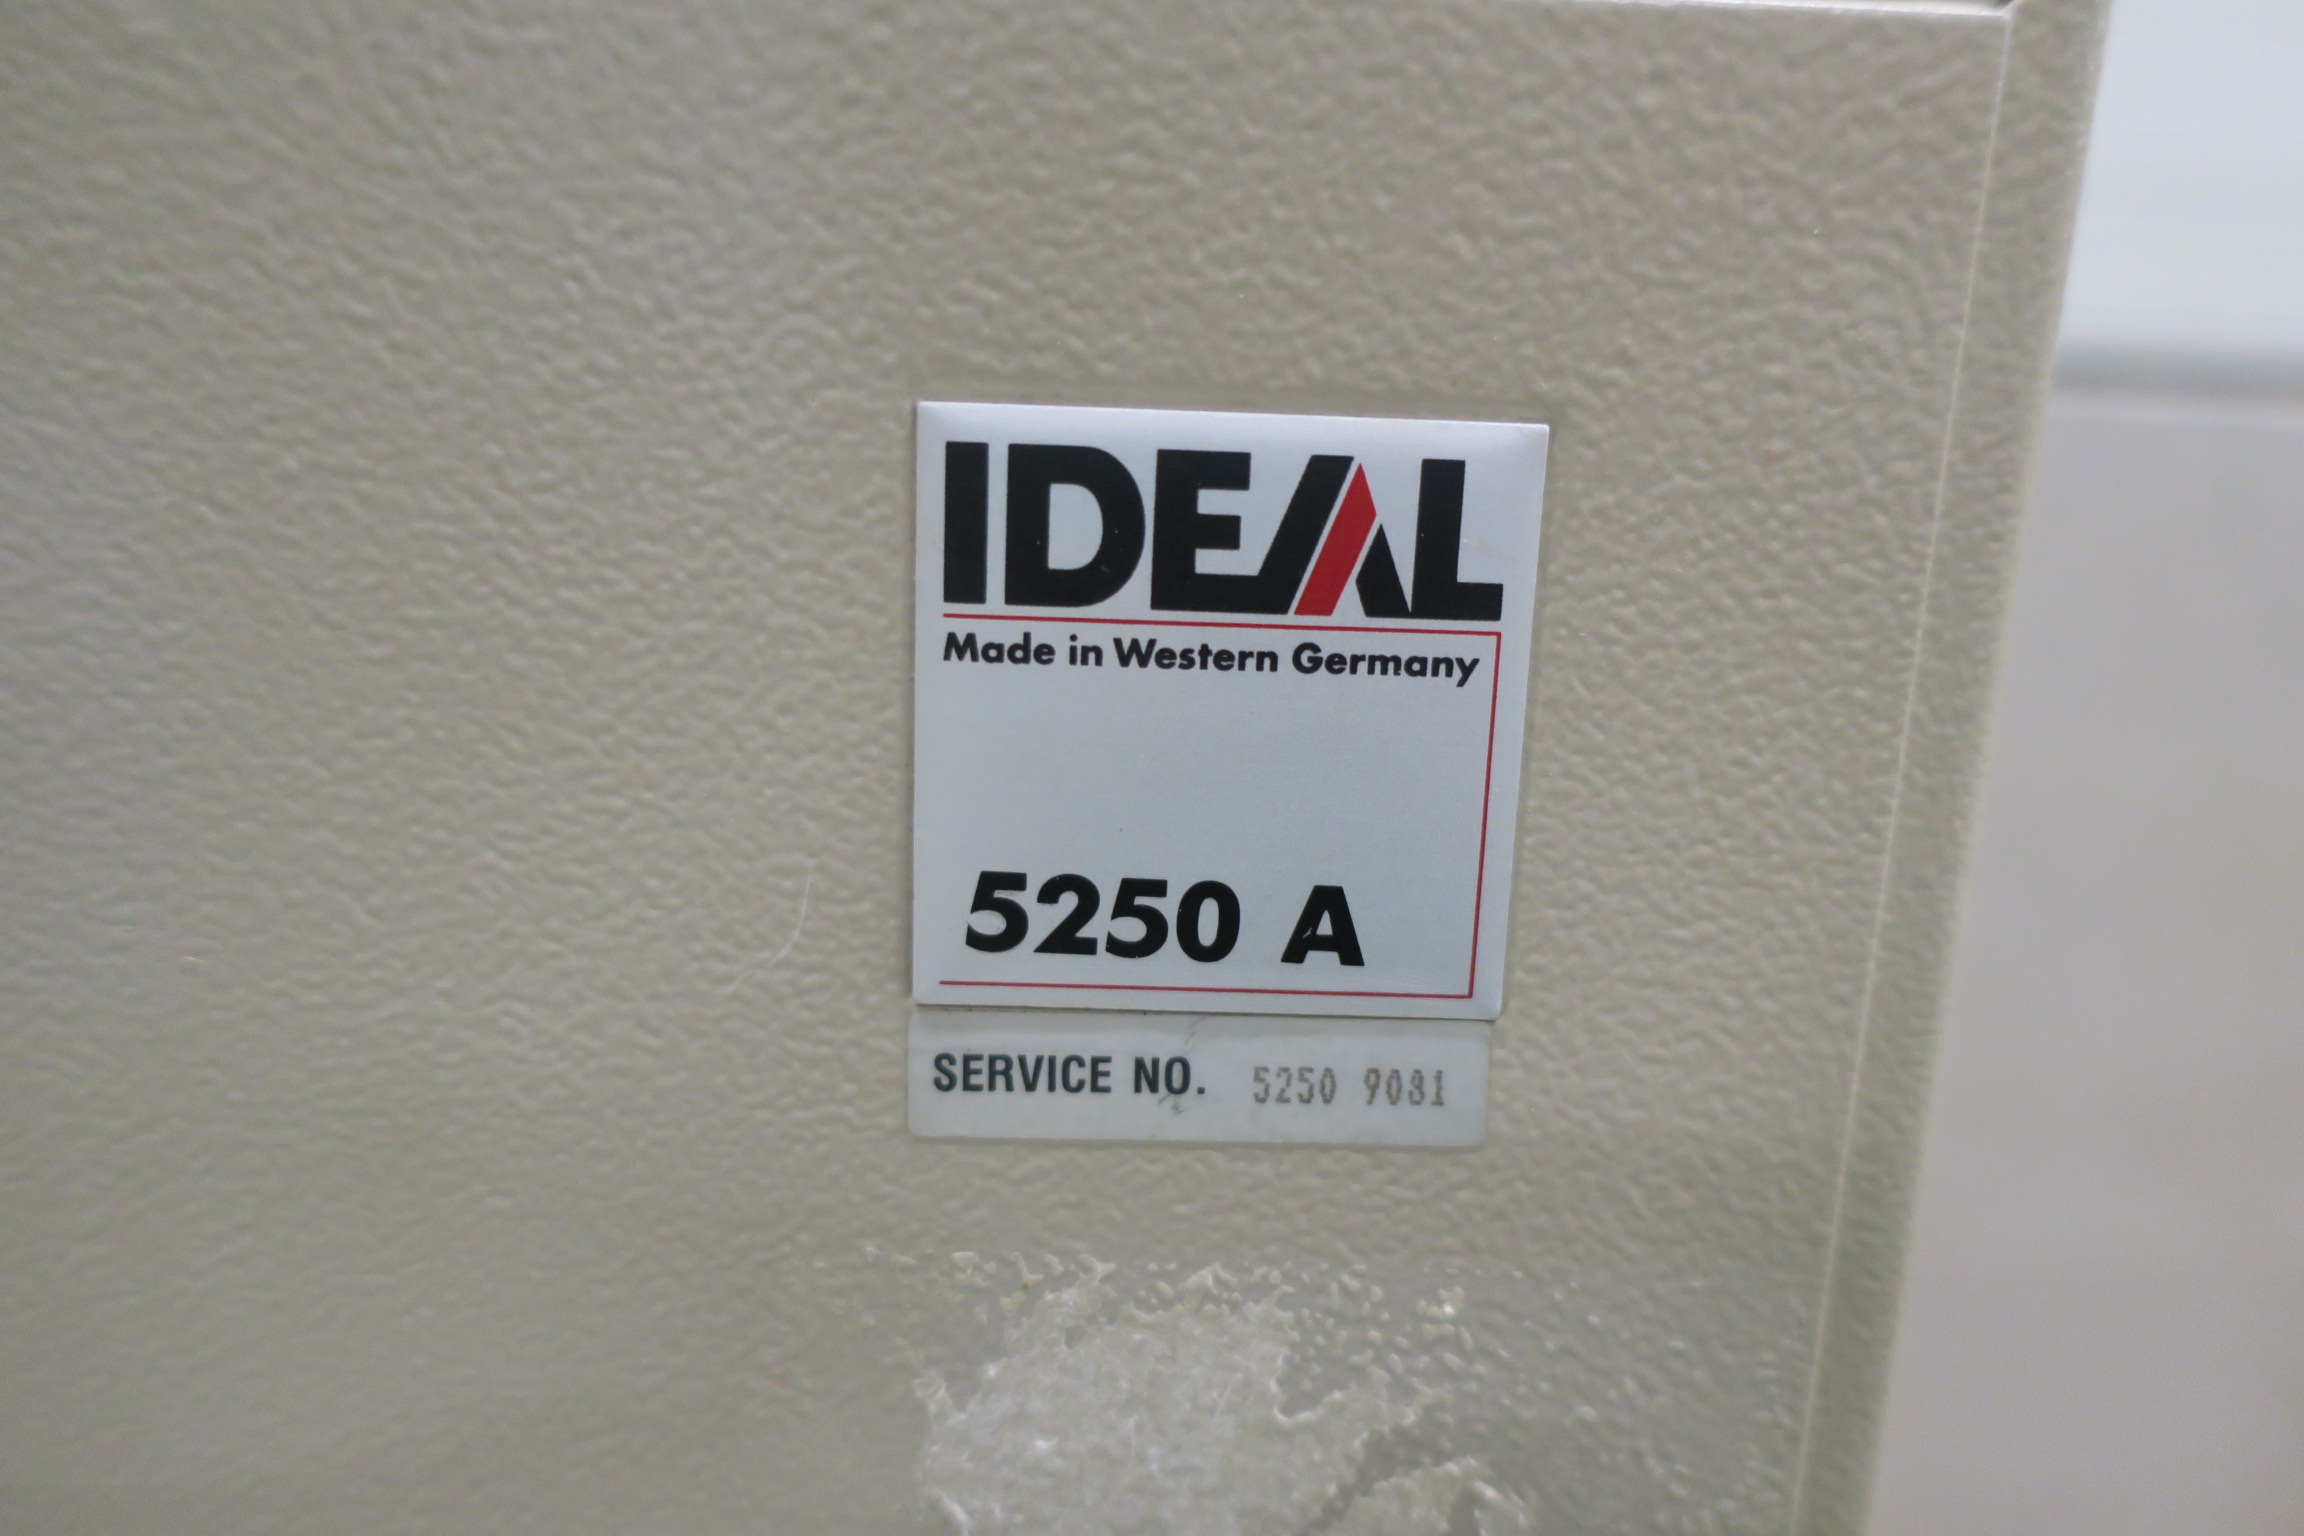 IDEAL
Made in Western Germany
5250 A
SERVICE NO. 5250 9081